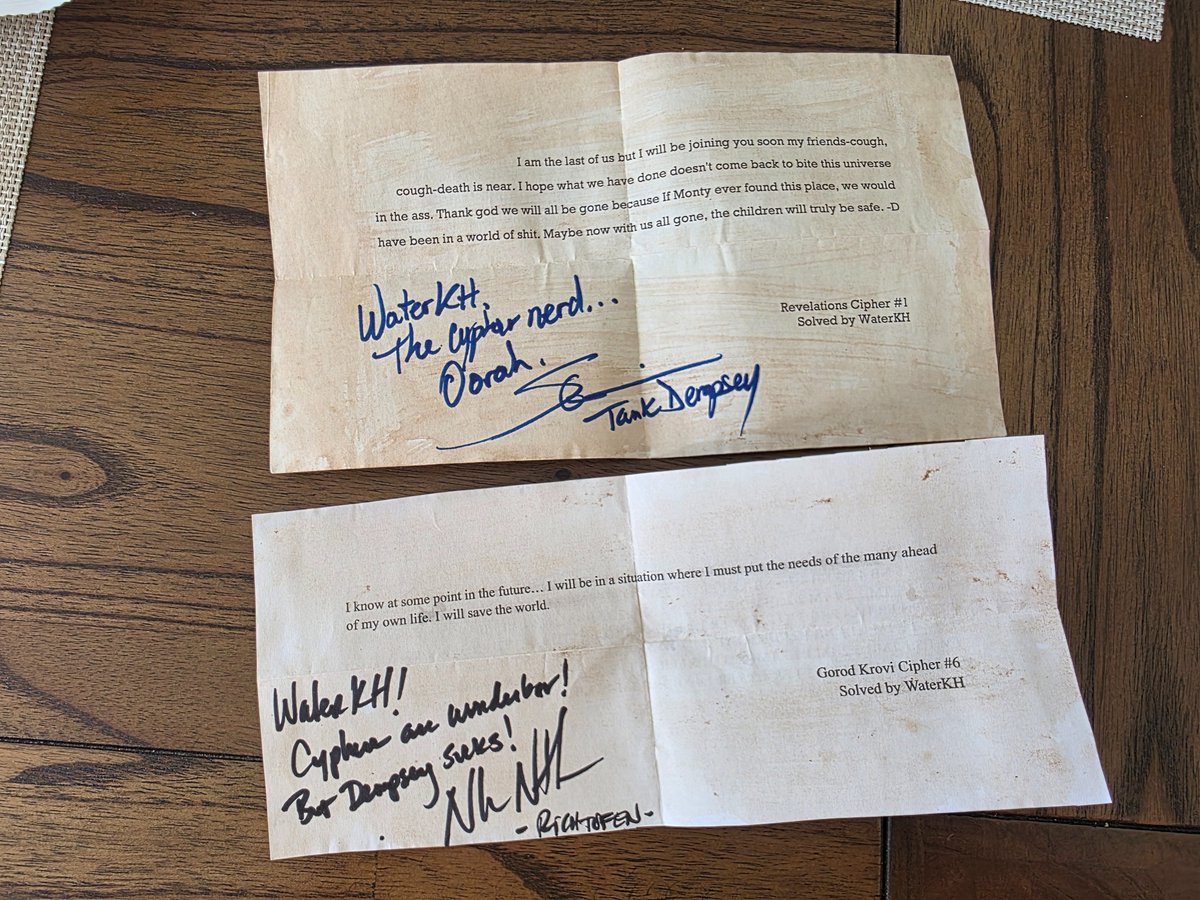 I am the last of us but I will be joining you soon my friends-cough,
cough-death is near. I hope what we have done doesn't come back to bite this universe
in the ass. Thank god we will all be gone because If Monty ever found this place, we would
have been in a world of shit. Maybe now with us all gone, the children will truly be safe. -D
Revelations Cipher #1
Solved by WaterKH
WaterKH,
The Cypher nerd...
Oorah.
Tank Dempsey
I know at some point in the future... I will be in a situation where I must put the needs of the many ahead
of my own life. I will save the world.
Gorod Krovi Cipher #6
Solved by WaterKH
WaterKH!
Cyphers are wunderbar!
But Dempsey sucks!
-RICHTOFEN-